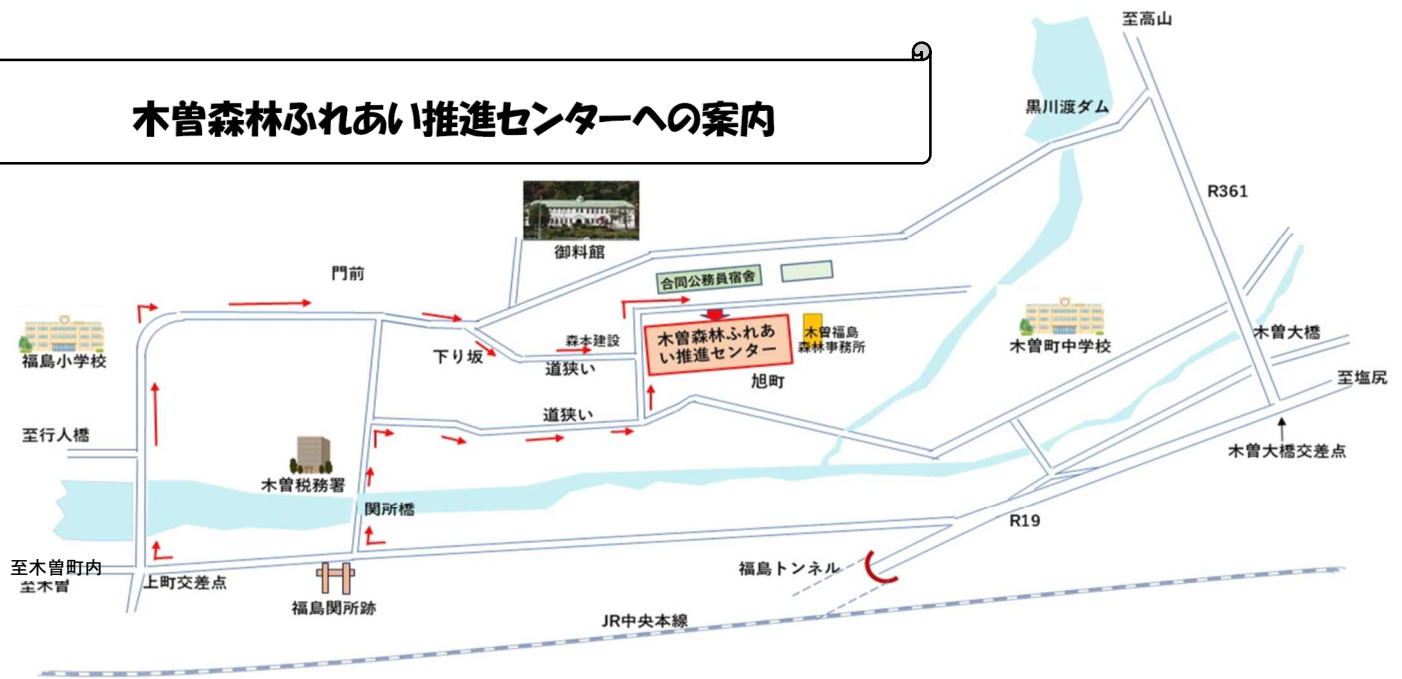 至高山
木曽森林ふれあい推進センターへの案内
黒川渡ダム
R361
御料館
門前
合同公務員宿舎
福島小学校
下り坂
森本建設
道狭い
木曽森林ふれあ
い推進センター
木曽福島
森林事務所
旭町
木曽町中学校
木曽大橋
至塩尻
道狭い
至行人橋
木曽税務署
関所橋
木曽大橋交差点
R19
至木曽町内
至木曽
上町交差点
福島関所跡
福島トンネル
JR中央本線